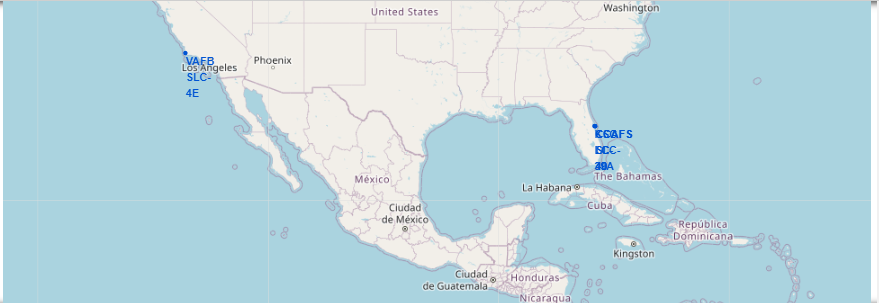 United States
Washington
VAFB
SLC-
4E
Los Angeles
Phoenix
The Bahamas
La Habana
Cuba
México
Ciudad
de México
República
Dominicana
Kingston
Ciudad
de Guatemala
Honduras
Nicaragua